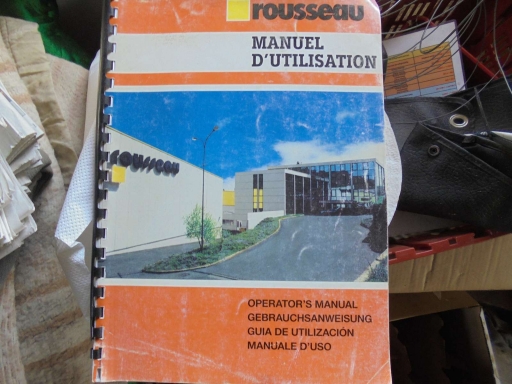 rousseau
MANUEL
D'UTILISATION
rousseau
OPERATOR'S MANUAL
GEBRAUCHSANWEISUNG
GUIA DE UTILIZACIÓN
MANUALE D'USO